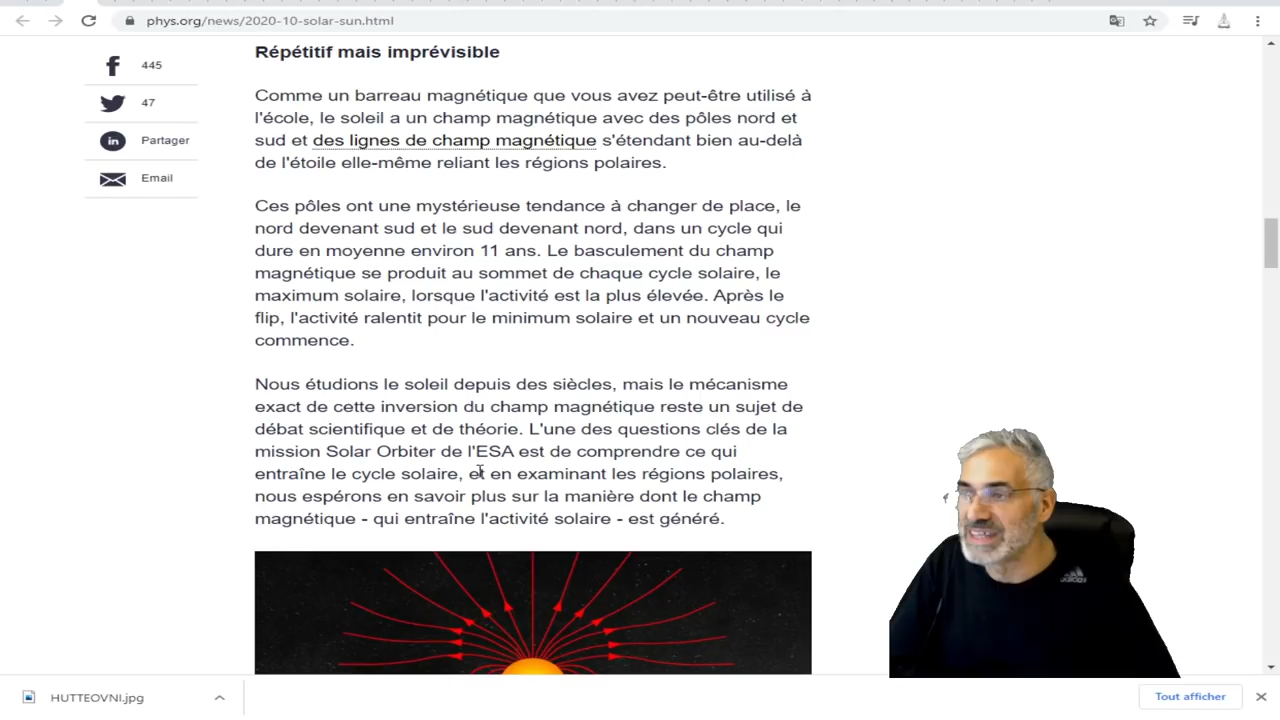 phys.org/news/2020-10-solar-sun.html
Répétitif mais imprévisible
445
47
Partager
Email
Comme un barreau magnétique que vous avez peut-être utilisé à
l'école, le soleil a un champ magnétique avec des pôles nord et
sud et des lignes de champ magnétique s'étendant bien au-delà
de l'étoile elle-même reliant les régions polaires.
Ces pôles ont une mystérieuse tendance à changer de place, le
nord devenant sud et le sud devenant nord, dans un cycle qui
dure en moyenne environ 11 ans. Le basculement du champ
magnétique se produit au sommet de chaque cycle solaire, le
maximum solaire, lorsque l'activité est la plus élevée. Après le
flip, l'activité ralentit pour le minimum solaire et un nouveau cycle
commence.
Nous étudions le soleil depuis des siècles, mais le mécanisme
exact de cette inversion du champ magnétique reste un sujet de
débat scientifique et de théorie. L'une des questions clés de la
mission Solar Orbiter de l'ESA est de comprendre ce qui
entraîne le cycle solaire, et en examinant les régions polaires,
nous espérons en savoir plus sur la manière dont le champ
magnétique - qui entraîne l'activité solaire - est généré.
adidas
HUTTEOVNI.jpg
Tout afficher